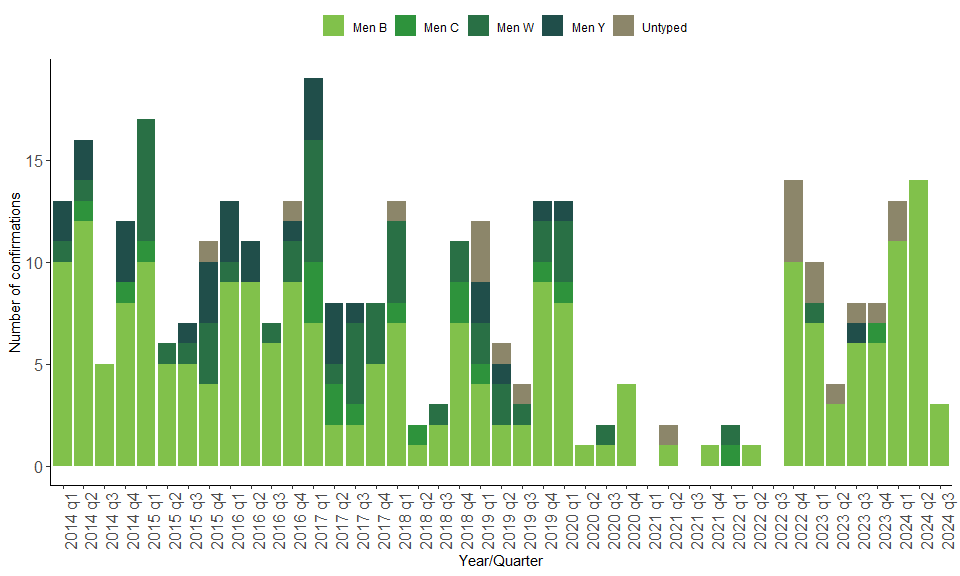 Men B Men C Men W Men Y Untyped
Number of confirmations
15
10
5
0
2014 q1
2014 q2
2014 q3
2014 q4
2015 q1
2015 q2
2015 q3
2015 q4
2016 q1
2016 q2
2016 q3
2016 q4
2017 q1
2017 q2
2017 q3
2017 q4
2018 q1
2018 q2
2018 q3
2018 q4
2019 q1
2019 q2
2019 q3
2019 q4
2020 q1
2020 q2
2020 q3
2020 q4
2021 q1
2021 q2
2021 q3
2021 q4
2022 q1
2022 q2
2022 q3
2022 q4
2023 q1
2023 q2
2023 q3
2023 q4
2024 q1
2024 q2
2024 q3
Year/Quarter